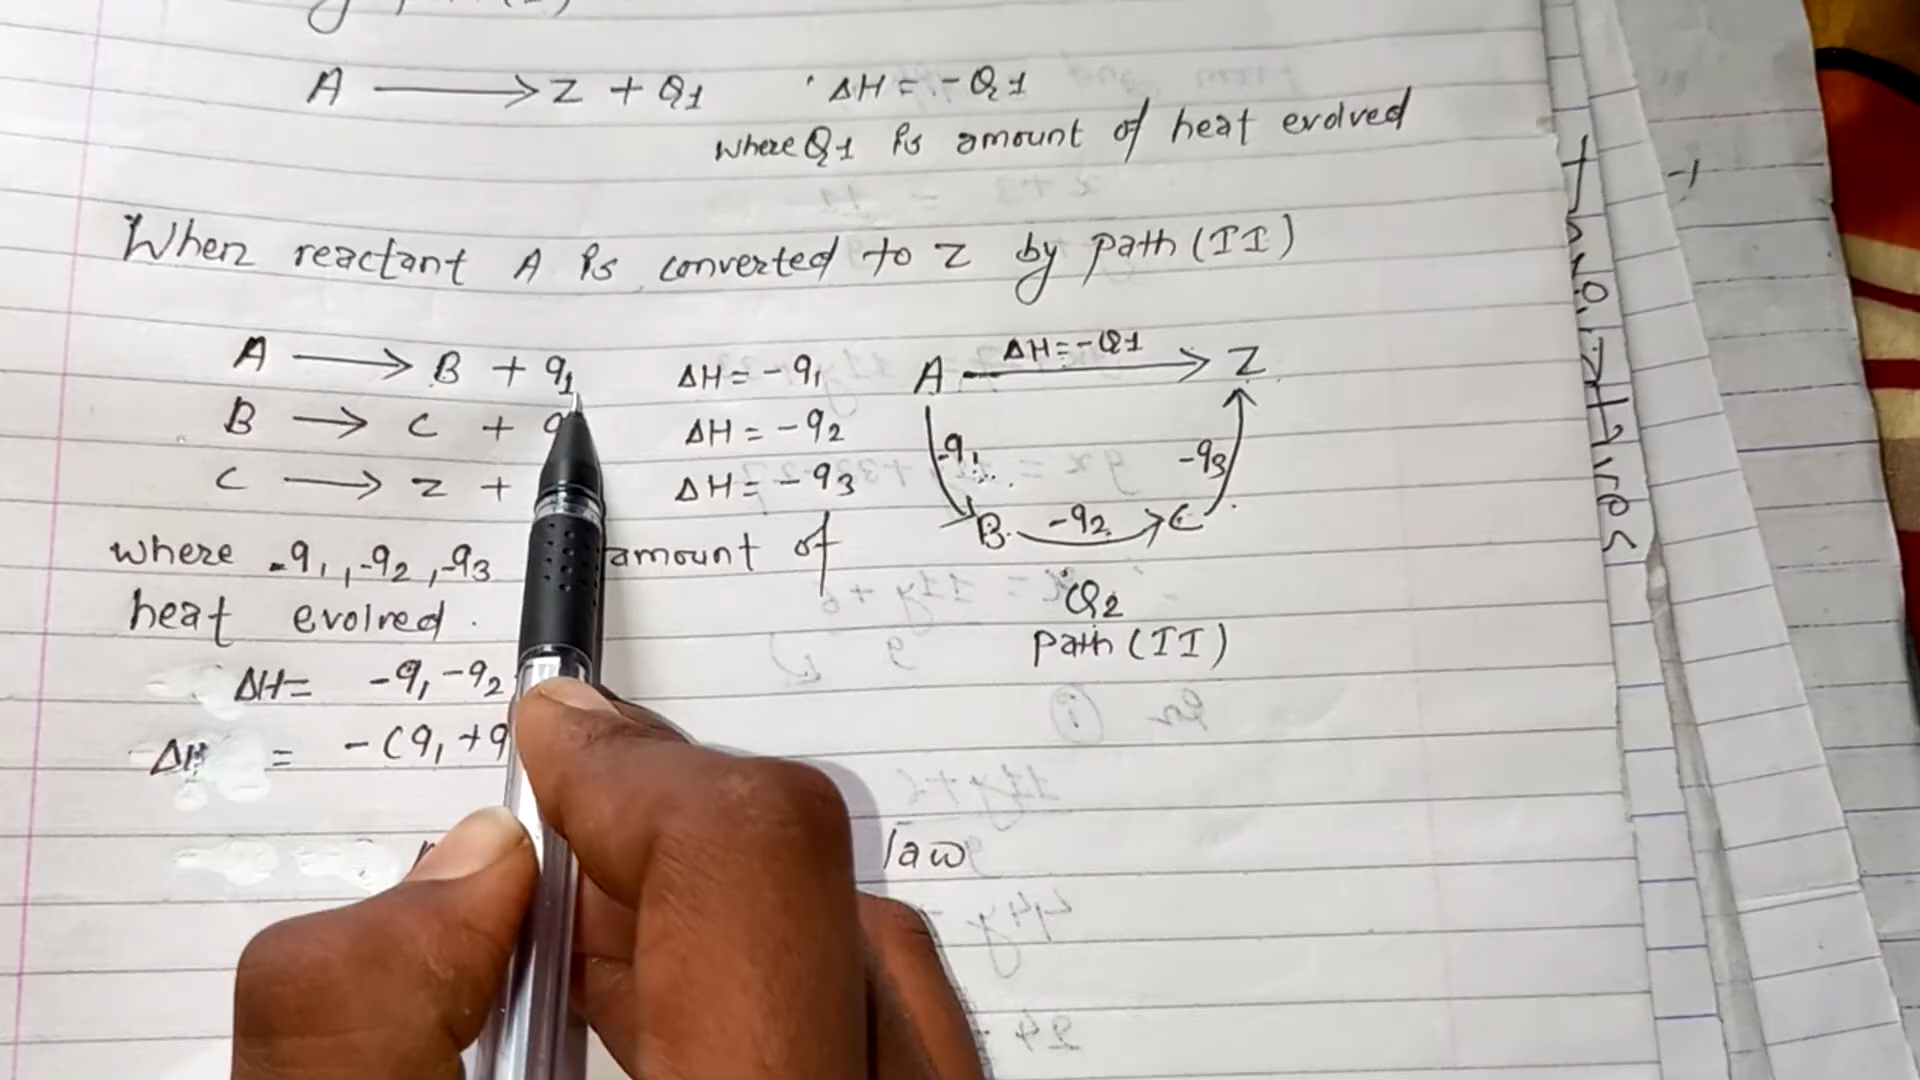 A ⟶ Z + Q1 ΔH = -Q1
where Q1 is amount of heat evolved
When reactant A is converted to Z by path (II)
A ⟶ B + q1 ΔH = -q1
B ⟶ C + q ΔH = -q2
C ⟶ Z + ΔH = -q3
where -q1, -q2, -q3 amount of
heat evolved.
ΔH = -q1 -q2
ΔH = -(q1 + q
law
A ΔH = -Q1 Z
-q1 -q3
B -q2 C
Q2
path (II)